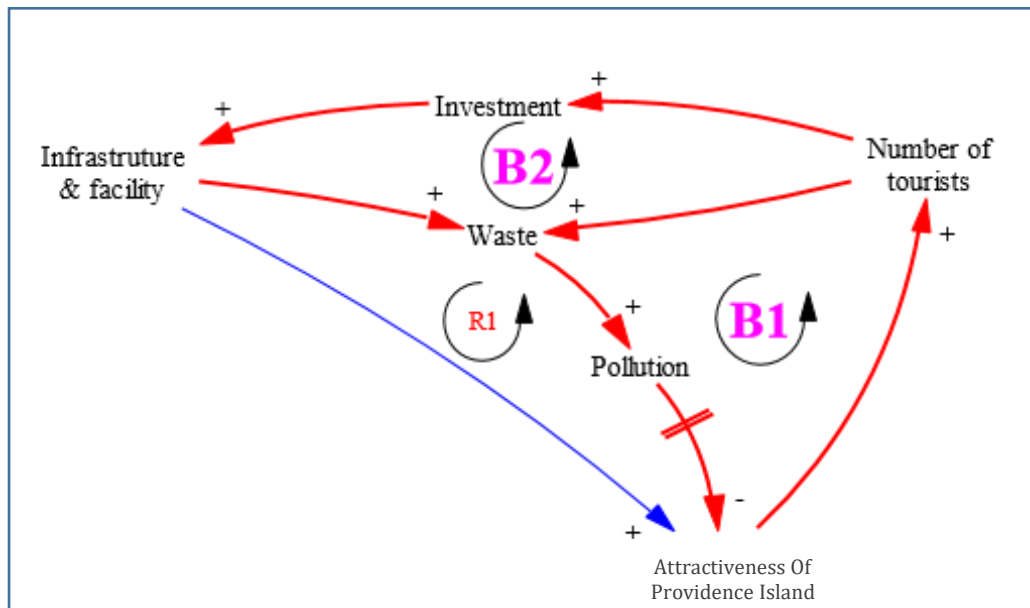 +
Investment
+
Infrastruture
& facility
B2
Number of
tourists
+
+
Waste
+
R1
+
B1
Pollution
-
+
Attractiveness Of
Providence Island